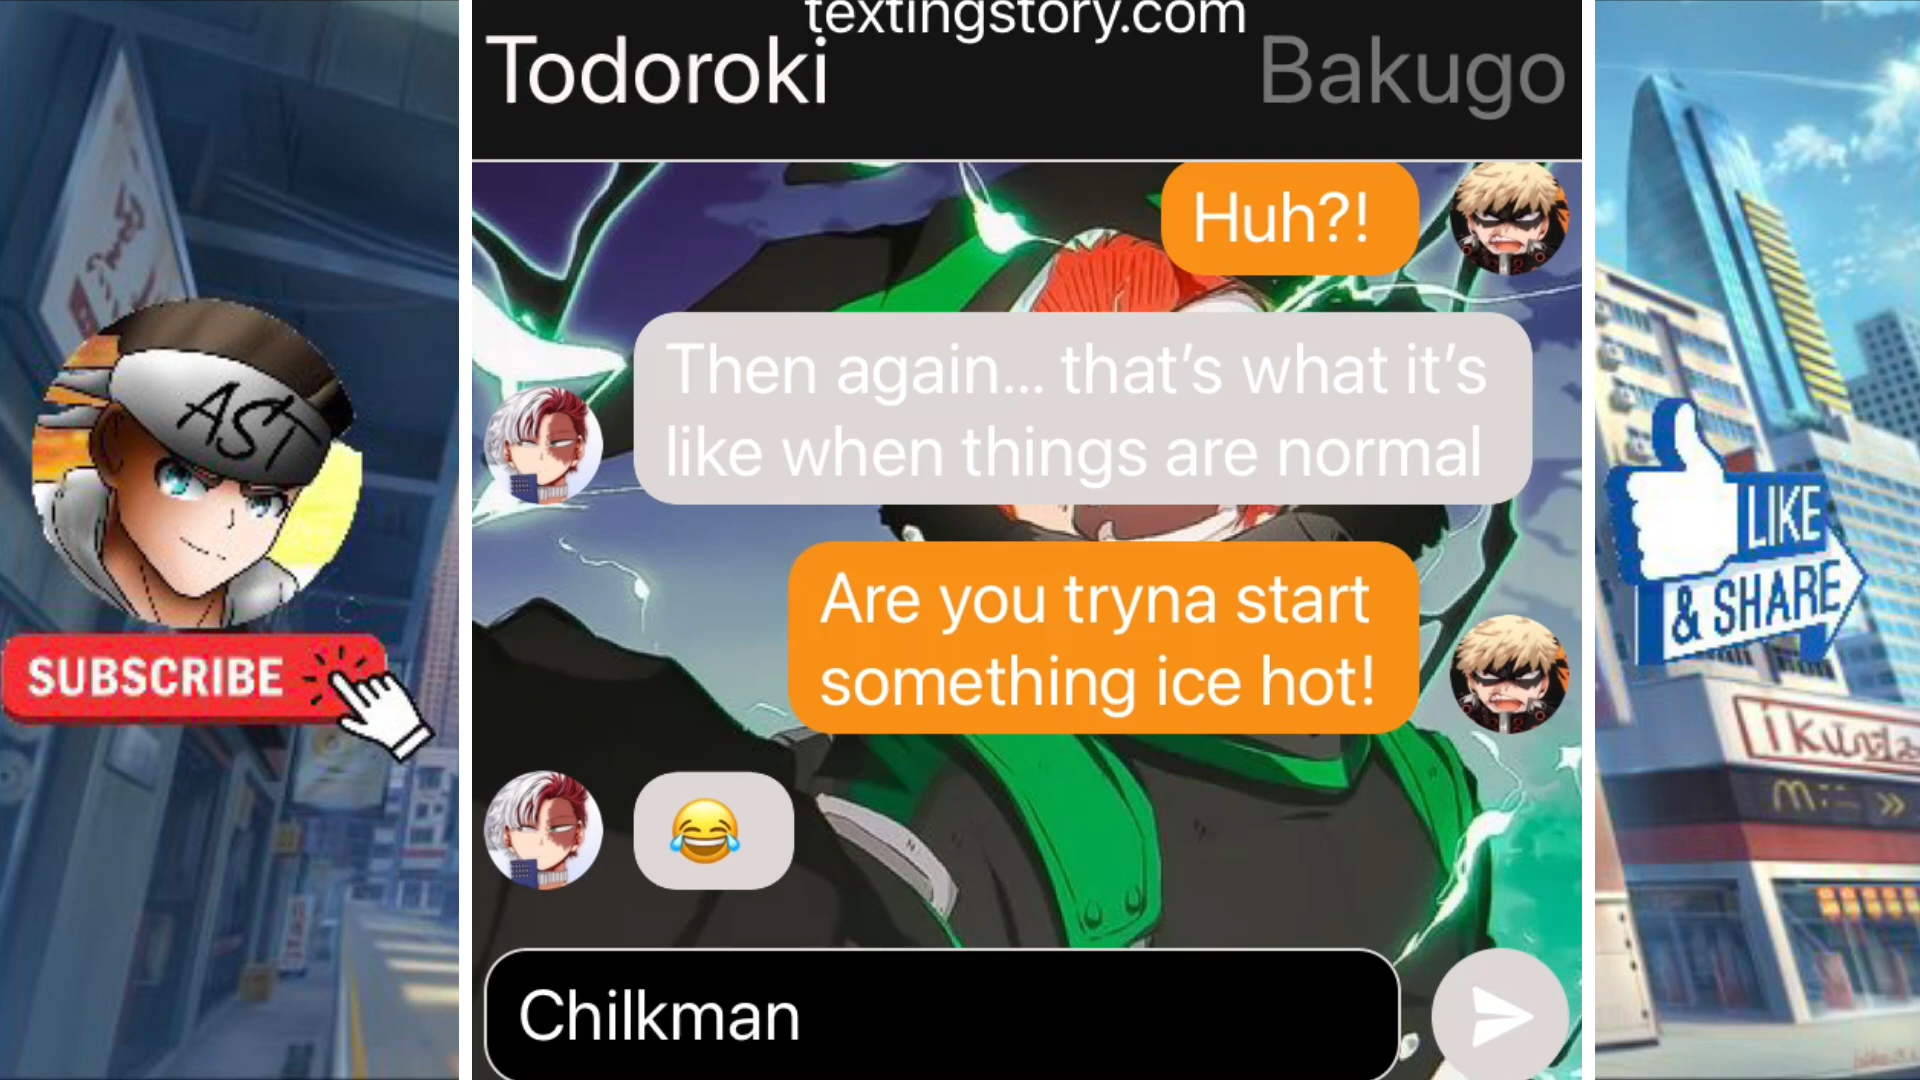 textingstory.com
Todoroki
Bakugo
Huh?!
Then again... that's what it's
like when things are normal
Are you tryna start
something ice hot!
Chilkman
AST
SUBSCRIBE
LIKE
& SHARE